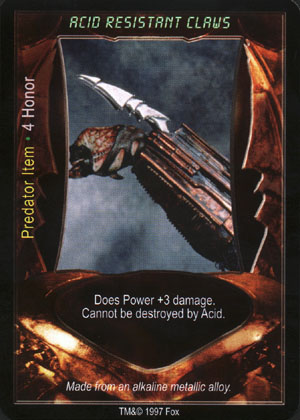 ACID RESISTANT CLAWS
Predator Item • 4 Honor
Does Power +3 damage.
Cannot be destroyed by Acid.
Made from an alkaline metallic alloy.
TM&© 1997 Fox